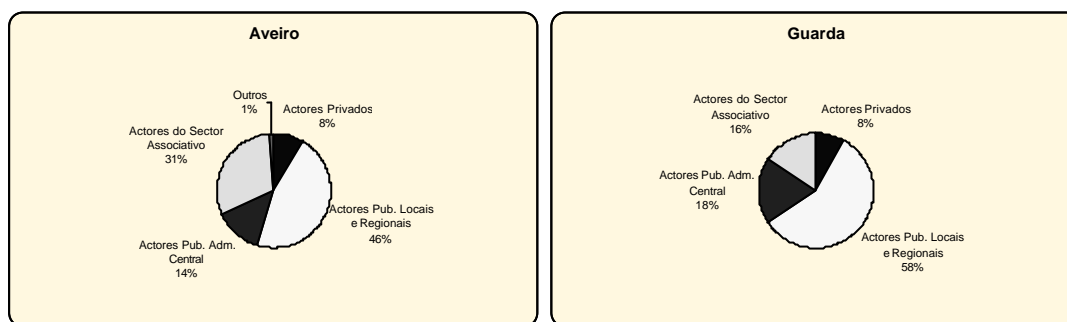 Aveiro
Outros
1%
Actores Privados
8%
Actores do Sector
Associativo
31%
Actores Pub. Locais
e Regionais
46%
Actores Pub. Adm.
Central
14%
Guarda
Actores do Sector
Associativo
16%
Actores Privados
8%
Actores Pub. Adm.
Central
18%
Actores Pub. Locais
e Regionais
58%